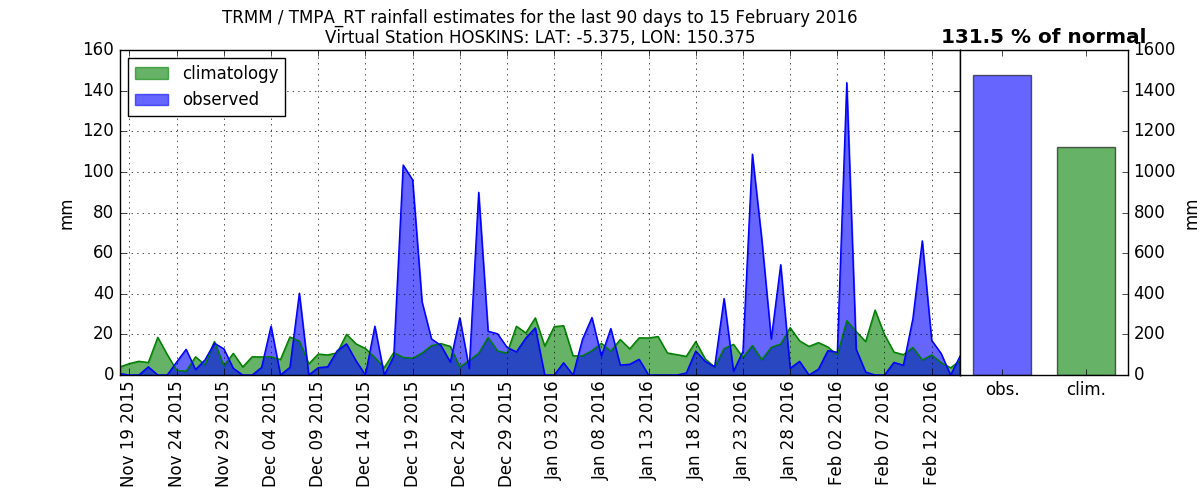 TRMM / TMPA_RT rainfall estimates for the last 90 days to 15 February 2016
Virtual Station HOSKINS: LAT: -5.375, LON: 150.375
131.5 % of normal
climatology
observed
160
140
120
100
80
60
40
20
0
mm
Nov 19 2015
Nov 24 2015
Nov 29 2015
Dec 04 2015
Dec 09 2015
Dec 14 2015
Dec 19 2015
Dec 24 2015
Dec 29 2015
Jan 03 2016
Jan 08 2016
Jan 13 2016
Jan 18 2016
Jan 23 2016
Jan 28 2016
Feb 02 2016
Feb 07 2016
Feb 12 2016
1600
1400
1200
1000
800
600
400
200
0
mm
obs.
clim.